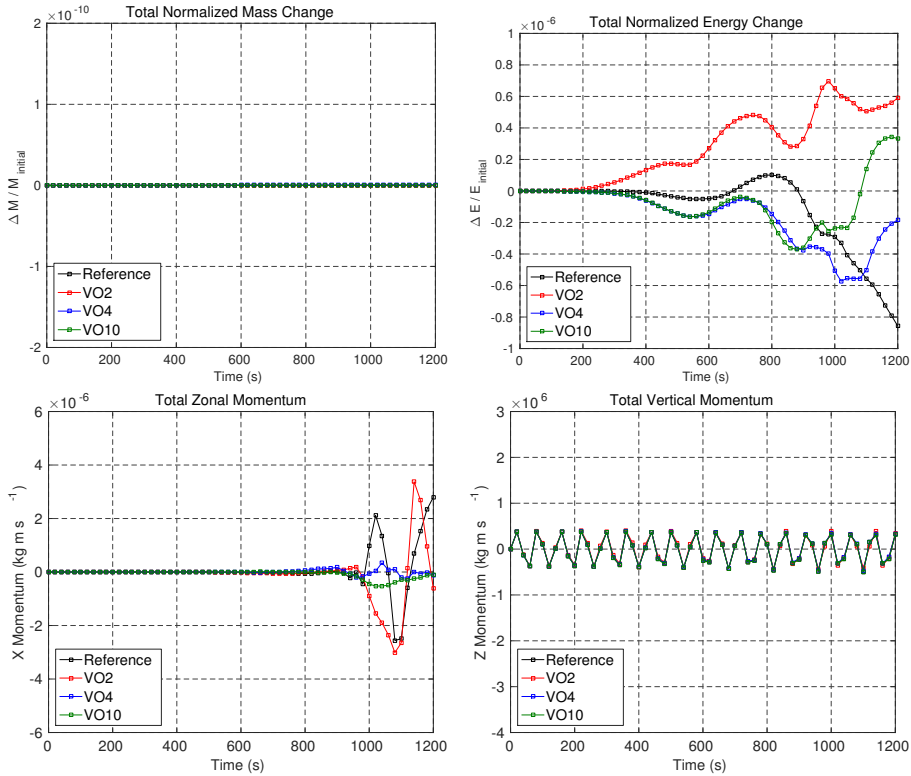 ×10⁻¹⁰
Total Normalized Mass Change
2
1
0
-1
-2
Δ M / M initial
Reference
VO2
VO4
VO10
0 200 400 600 800 1000 1200
Time (s)
×10⁻⁶
Total Normalized Energy Change
1
0.8
0.6
0.4
0.2
0
-0.2
-0.4
-0.6
-0.8
-1
Δ E / E initial
Reference
VO2
VO4
VO10
0 200 400 600 800 1000 1200
Time (s)
×10⁻⁶
Total Zonal Momentum
6
4
2
0
-2
-4
-6
X Momentum (kg m s⁻¹)
Reference
VO2
VO4
VO10
0 200 400 600 800 1000 1200
Time (s)
×10⁶
Total Vertical Momentum
3
2
1
0
-1
-2
-3
-4
Z Momentum (kg m s⁻¹)
Reference
VO2
VO4
VO10
0 200 400 600 800 1000 1200
Time (s)